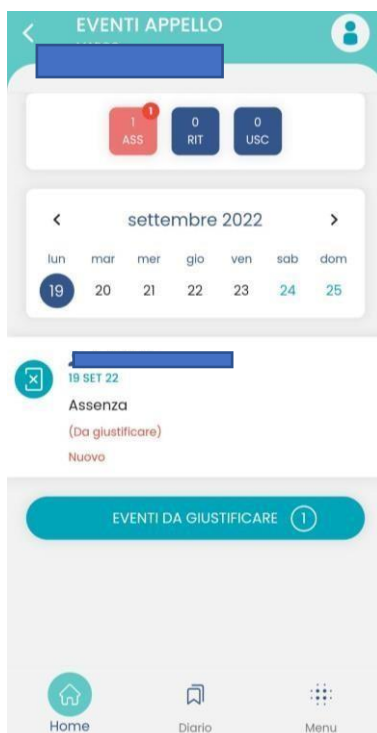 EVENTI APPELLO
1
1
ASS
0
RIT
0
USC
settembre 2022
lun mar mer gio ven sab dom
19 20 21 22 23 24 25
19 SET 22
Assenza
(Da giustificare)
Nuovo
EVENTI DA GIUSTIFICARE 1
Home Diario Menu